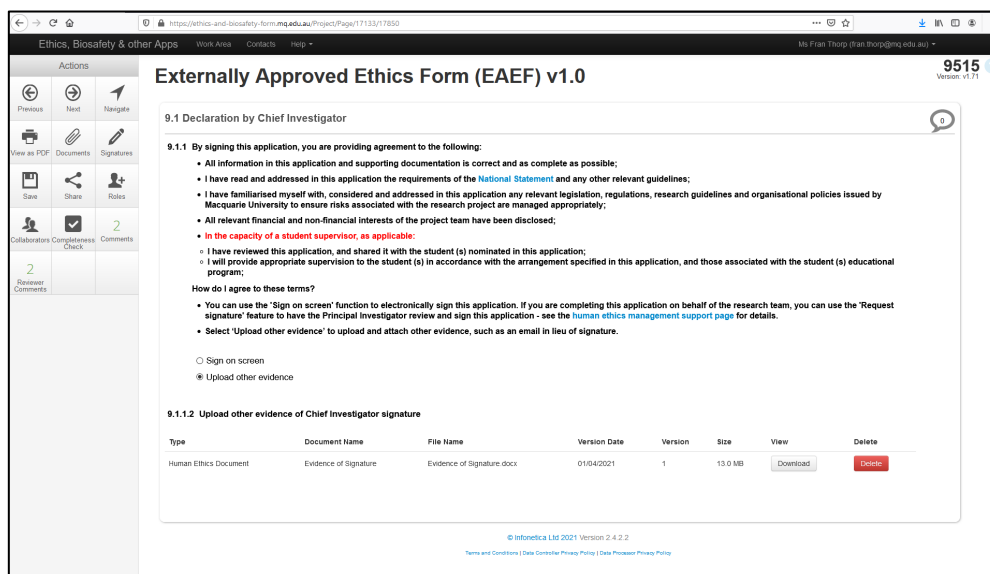 https://ethics-and-biosafety-form.mq.edu.au/Project/Page/17133/17850
Ethics, Biosafety & other Apps Work Area Contacts Help Ms Fran Thorp (fran.thorp@mq.edu.au)
Actions
Previous Next Navigate
View as PDF Documents Signatures
Save Share Roles
Collaborators Completeness Check 2 Comments
2 Reviewer Comments
Externally Approved Ethics Form (EAEF) v1.0
9515
Version: v1.71
9.1 Declaration by Chief Investigator
0
9.1.1 By signing this application, you are providing agreement to the following:
• All information in this application and supporting documentation is correct and as complete as possible;
• I have read and addressed in this application the requirements of the National Statement and any other relevant guidelines;
• I have familiarised myself with, considered and addressed in this application any relevant legislation, regulations, research guidelines and organisational policies issued by
Macquarie University to ensure risks associated with the research project are managed appropriately;
• All relevant financial and non-financial interests of the project team have been disclosed;
• In the capacity of a student supervisor, as applicable:
○ I have reviewed this application, and shared it with the student (s) nominated in this application;
○ I will provide appropriate supervision to the student (s) in accordance with the arrangement specified in this application, and those associated with the student (s) educational
program;
How do I agree to these terms?
• You can use the 'Sign on screen' function to electronically sign this application. If you are completing this application on behalf of the research team, you can use the 'Request
signature' feature to have the Principal Investigator review and sign this application - see the human ethics management support page for details.
• Select ‘Upload other evidence’ to upload and attach other evidence, such as an email in lieu of signature.
Sign on screen
Upload other evidence
9.1.1.2 Upload other evidence of Chief Investigator signature
Type Document Name File Name Version Date Version Size View Delete
Human Ethics Document Evidence of Signature Evidence of Signature.docx 01/04/2021 1 13.0 MB Download Delete
© Infonetica Ltd 2021 Version 2.4.2.2
Terms and Conditions | Data Controller Privacy Policy | Data Processor Privacy Policy